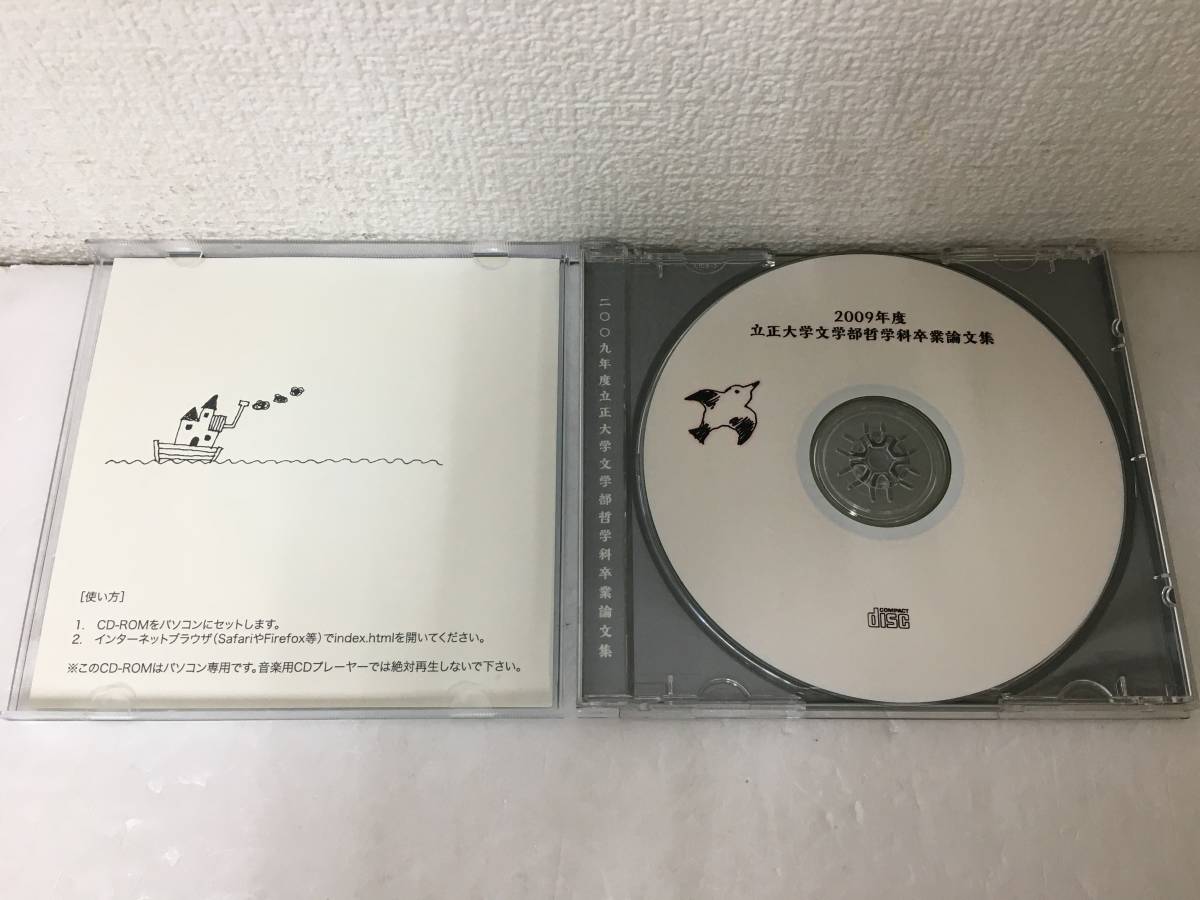 [使い方]
1. CD-ROMをパソコンにセットします。
2. インターネットブラウザ(SafariやFirefox等)でindex.htmlを開いてください。
※このCD-ROMはパソコン専用です。音楽用CDプレーヤーでは絶対再生しないで下さい。
二〇〇九年度立正大学文学部哲学科卒業論文集
2009年度
立正大学文学部哲学科卒業論文集
COMPACT
disc